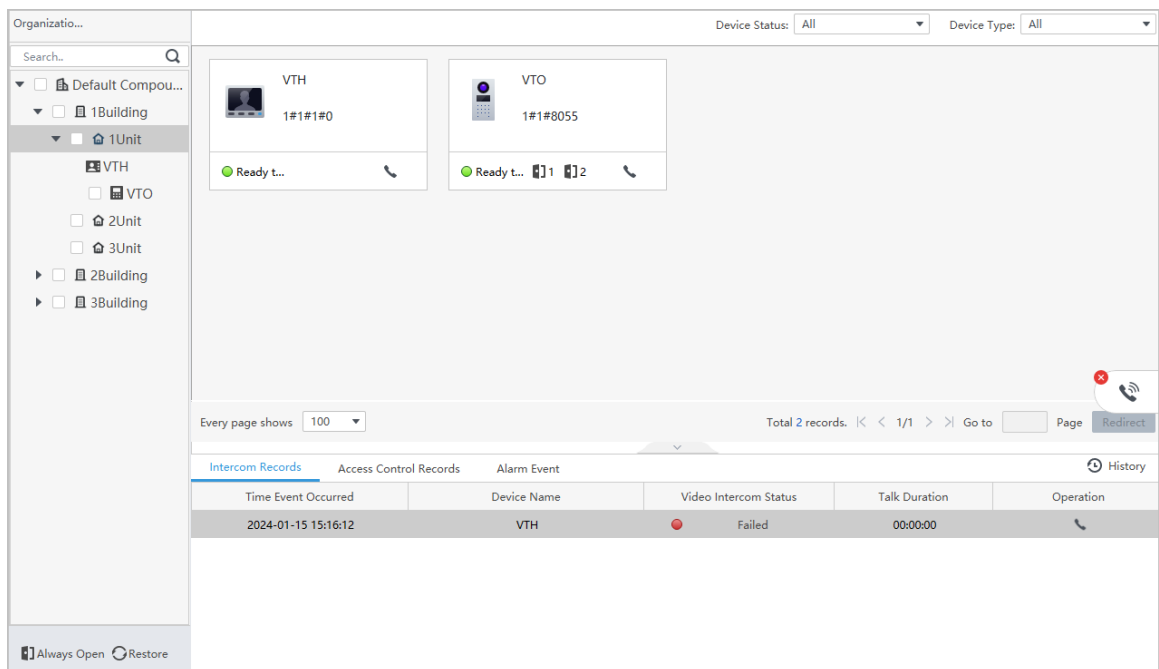 Organizatio...
Device Status: All Device Type: All
Search..
Default Compou...
1Building
1Unit
VTH
VTO
2Unit
3Unit
2Building
3Building
VTH
1#1#1#0
Ready t...
VTO
1#1#8055
Ready t... 1 2
Every page shows 100 Total 2 records. |< < 1/1 > >| Go to Page Redirect
Intercom Records Access Control Records Alarm Event History
Time Event Occurred Device Name Video Intercom Status Talk Duration Operation
2024-01-15 15:16:12 VTH Failed 00:00:00
Always Open Restore